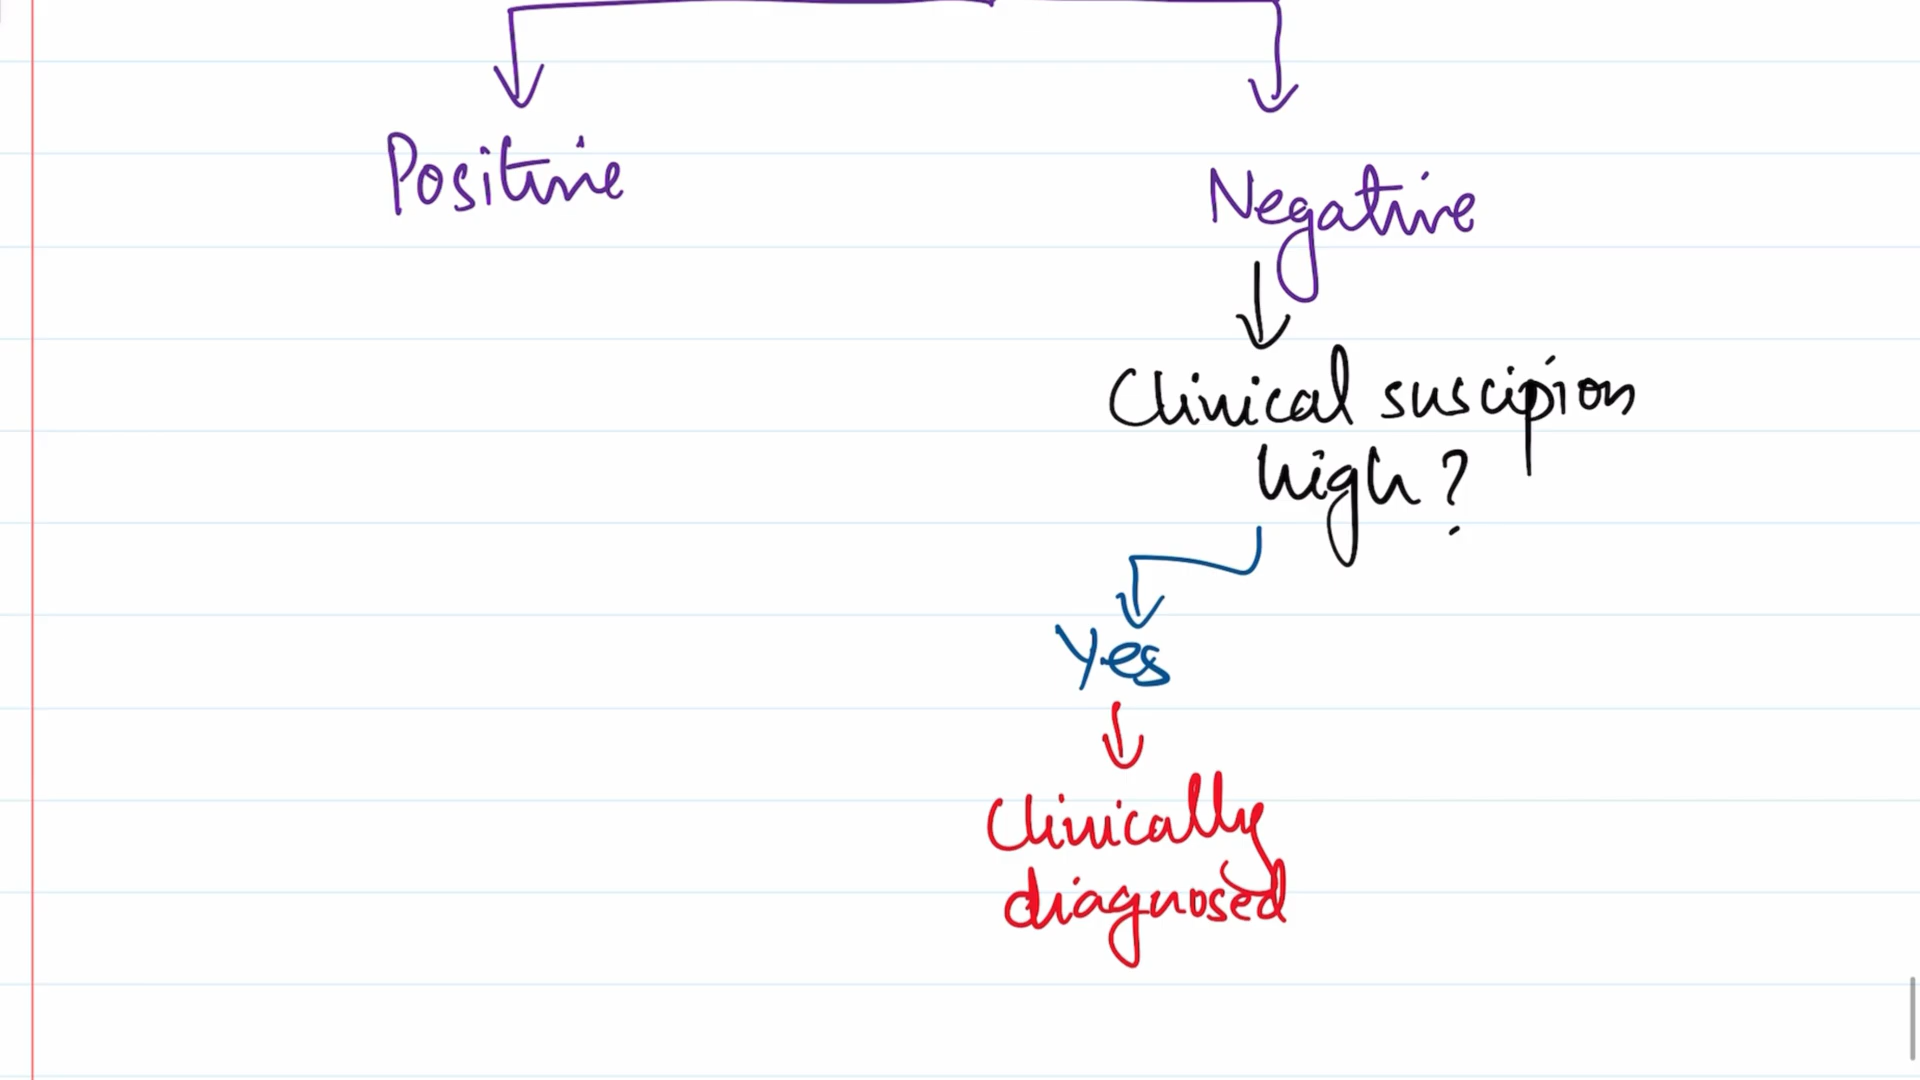 Positive
Negative
Clinical suscipion
high?
Yes
Clinically
diagnosed